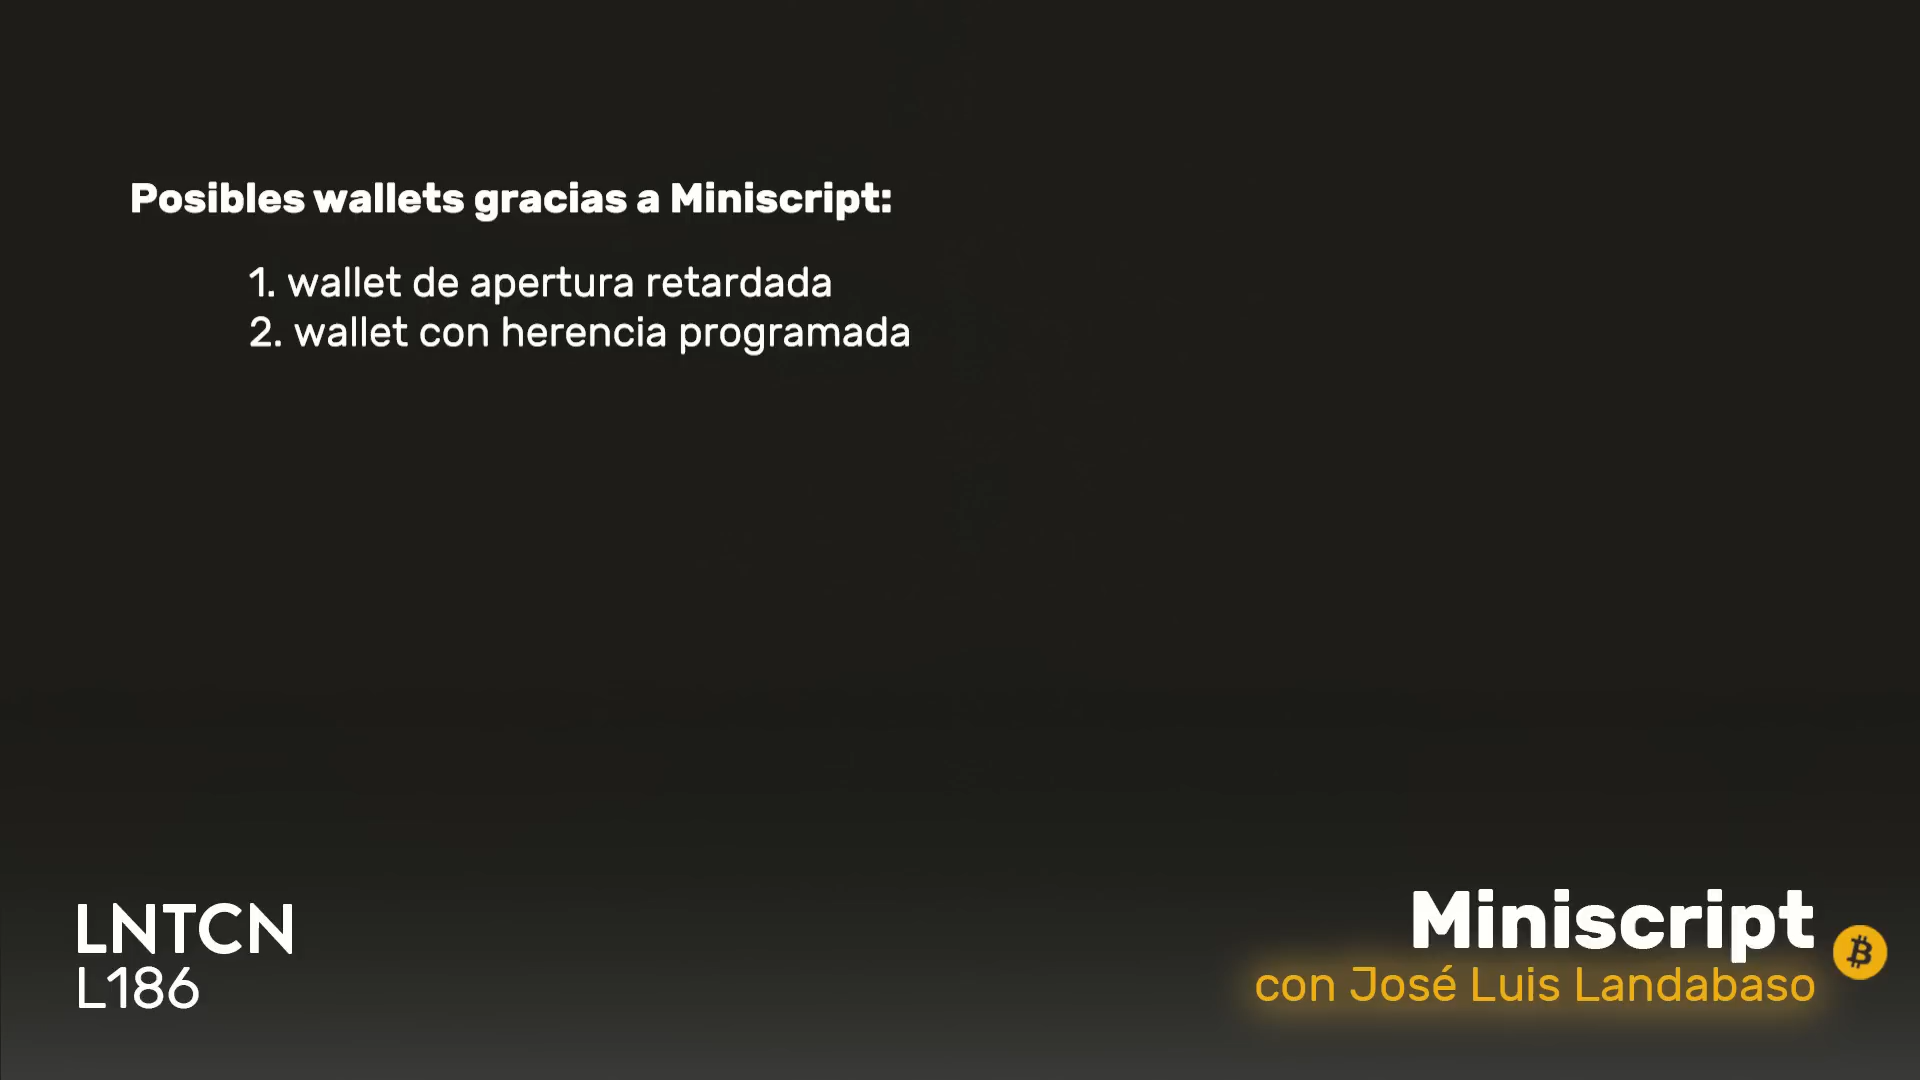 Posibles wallets gracias a Miniscript:
1. wallet de apertura retardada
2. wallet con herencia programada
LNTCN
L186
Miniscript
con José Luis Landabaso